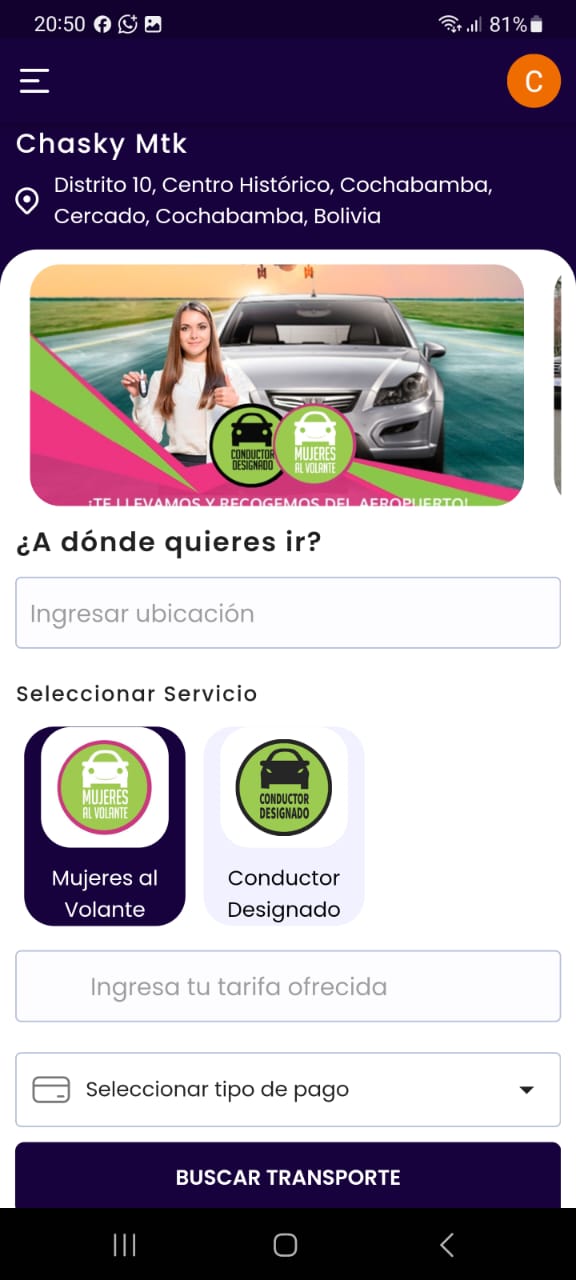 20:50
81%
C
Chasky Mtk
Distrito 10, Centro Histórico, Cochabamba,
Cercado, Cochabamba, Bolivia
CONDUCTOR
DESIGNADO
MUJERES
AL VOLANTE
¡TE LLEVAMOS Y RECOGEMOS DEL AEROPUERTO!
¿A dónde quieres ir?
Ingresar ubicación
Seleccionar Servicio
MUJERES
AL VOLANTE
Mujeres al
Volante
CONDUCTOR
DESIGNADO
Conductor
Designado
Ingresa tu tarifa ofrecida
Seleccionar tipo de pago
BUSCAR TRANSPORTE